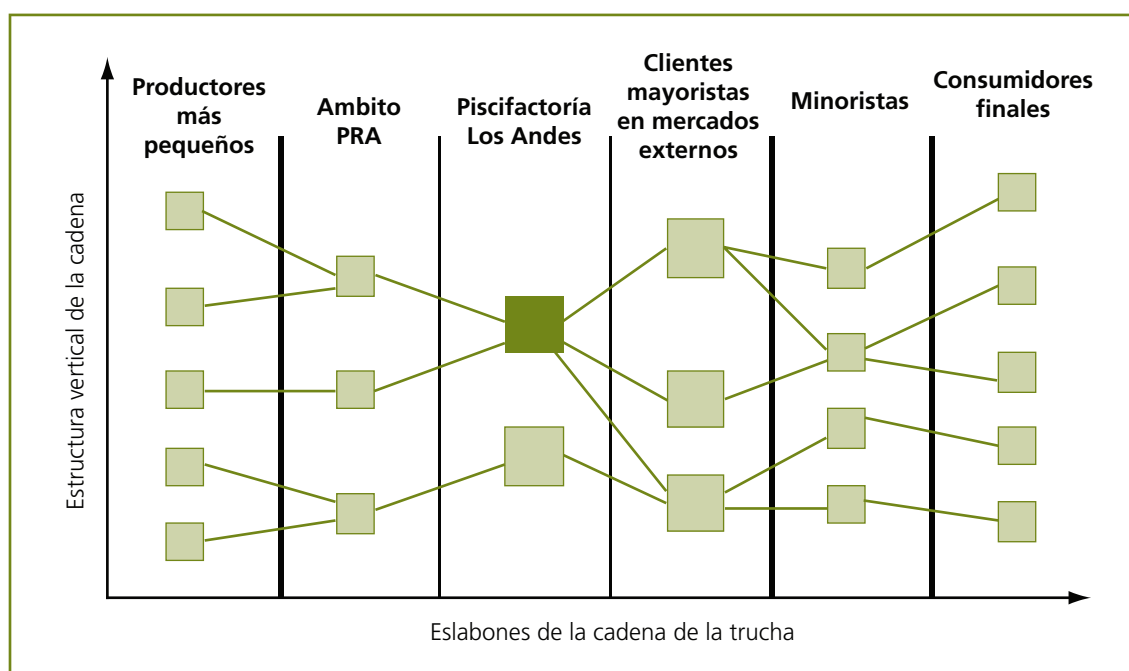 Productores
más
pequeños
Ambito
PRA
Piscifactoría
Los Andes
Clientes
mayoristas
en mercados
externos
Minoristas
Consumidores
finales
Estructura vertical de la cadena
Eslabones de la cadena de la trucha